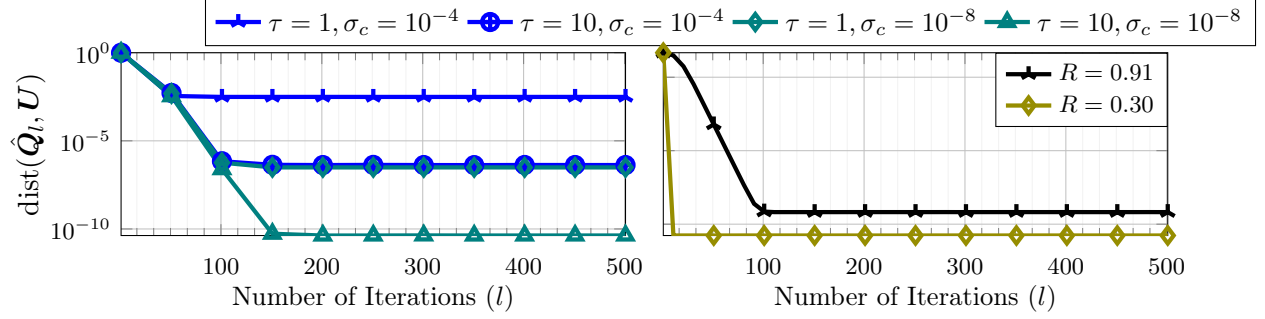 τ = 1, σ_c = 10^{-4} τ = 10, σ_c = 10^{-4} τ = 1, σ_c = 10^{-8} τ = 10, σ_c = 10^{-8}
dist(Q̂_l, U)
10^0
10^{-5}
10^{-10}
100 200 300 400 500
Number of Iterations (l)
R = 0.91
R = 0.30
100 200 300 400 500
Number of Iterations (l)